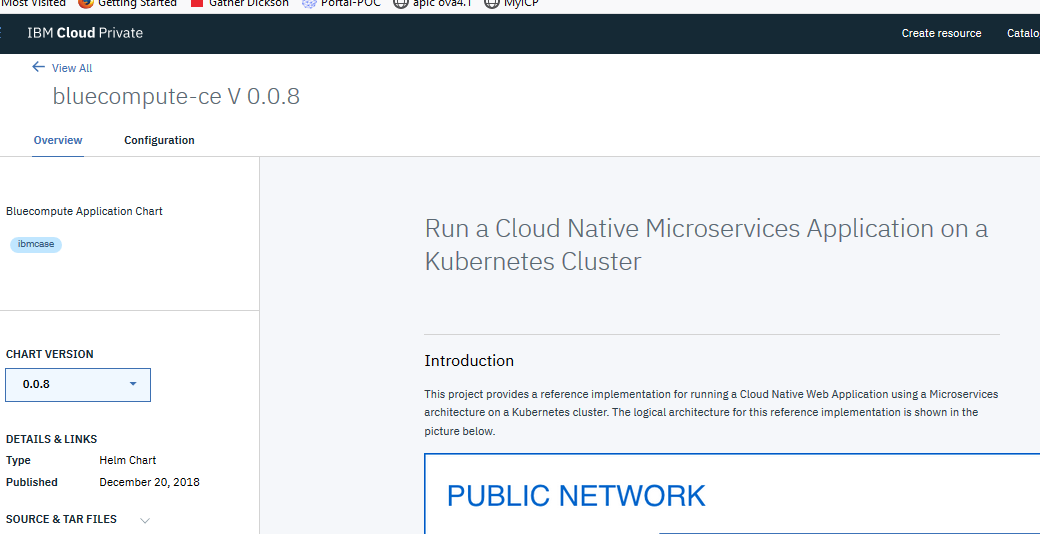 Most Visited Getting Started Gather Dickson Portal-POC apic ova4.1 MyICP
IBM Cloud Private Create resource Catalo
View All
bluecompute-ce V 0.0.8
Overview Configuration
Bluecompute Application Chart
ibmcase
Run a Cloud Native Microservices Application on a
Kubernetes Cluster
CHART VERSION
0.0.8
Introduction
This project provides a reference implementation for running a Cloud Native Web Application using a Microservices
architecture on a Kubernetes cluster. The logical architecture for this reference implementation is shown in the
picture below.
DETAILS & LINKS
Type Helm Chart
Published December 20, 2018
SOURCE & TAR FILES
PUBLIC NETWORK